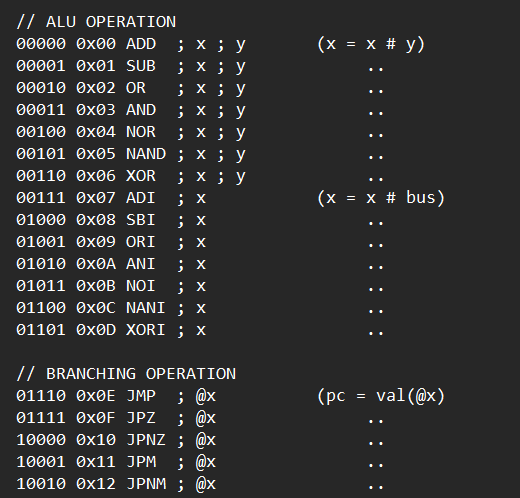 // ALU OPERATION
00000 0x00 ADD  ; x ; y       (x = x # y)
00001 0x01 SUB  ; x ; y            ..
00010 0x02 OR   ; x ; y            ..
00011 0x03 AND  ; x ; y            ..
00100 0x04 NOR  ; x ; y            ..
00101 0x05 NAND ; x ; y            ..
00110 0x06 XOR  ; x ; y            ..
00111 0x07 ADI  ; x           (x = x # bus)
01000 0x08 SBI  ; x                ..
01001 0x09 ORI  ; x                ..
01010 0x0A ANI  ; x                ..
01011 0x0B NOI  ; x                ..
01100 0x0C NANI ; x                ..
01101 0x0D XORI ; x                ..

// BRANCHING OPERATION
01110 0x0E JMP  ; @x          (pc = val(@x)
01111 0x0F JPZ  ; @x               ..
10000 0x10 JPNZ ; @x               ..
10001 0x11 JPM  ; @x               ..
10010 0x12 JPNM ; @x               ..